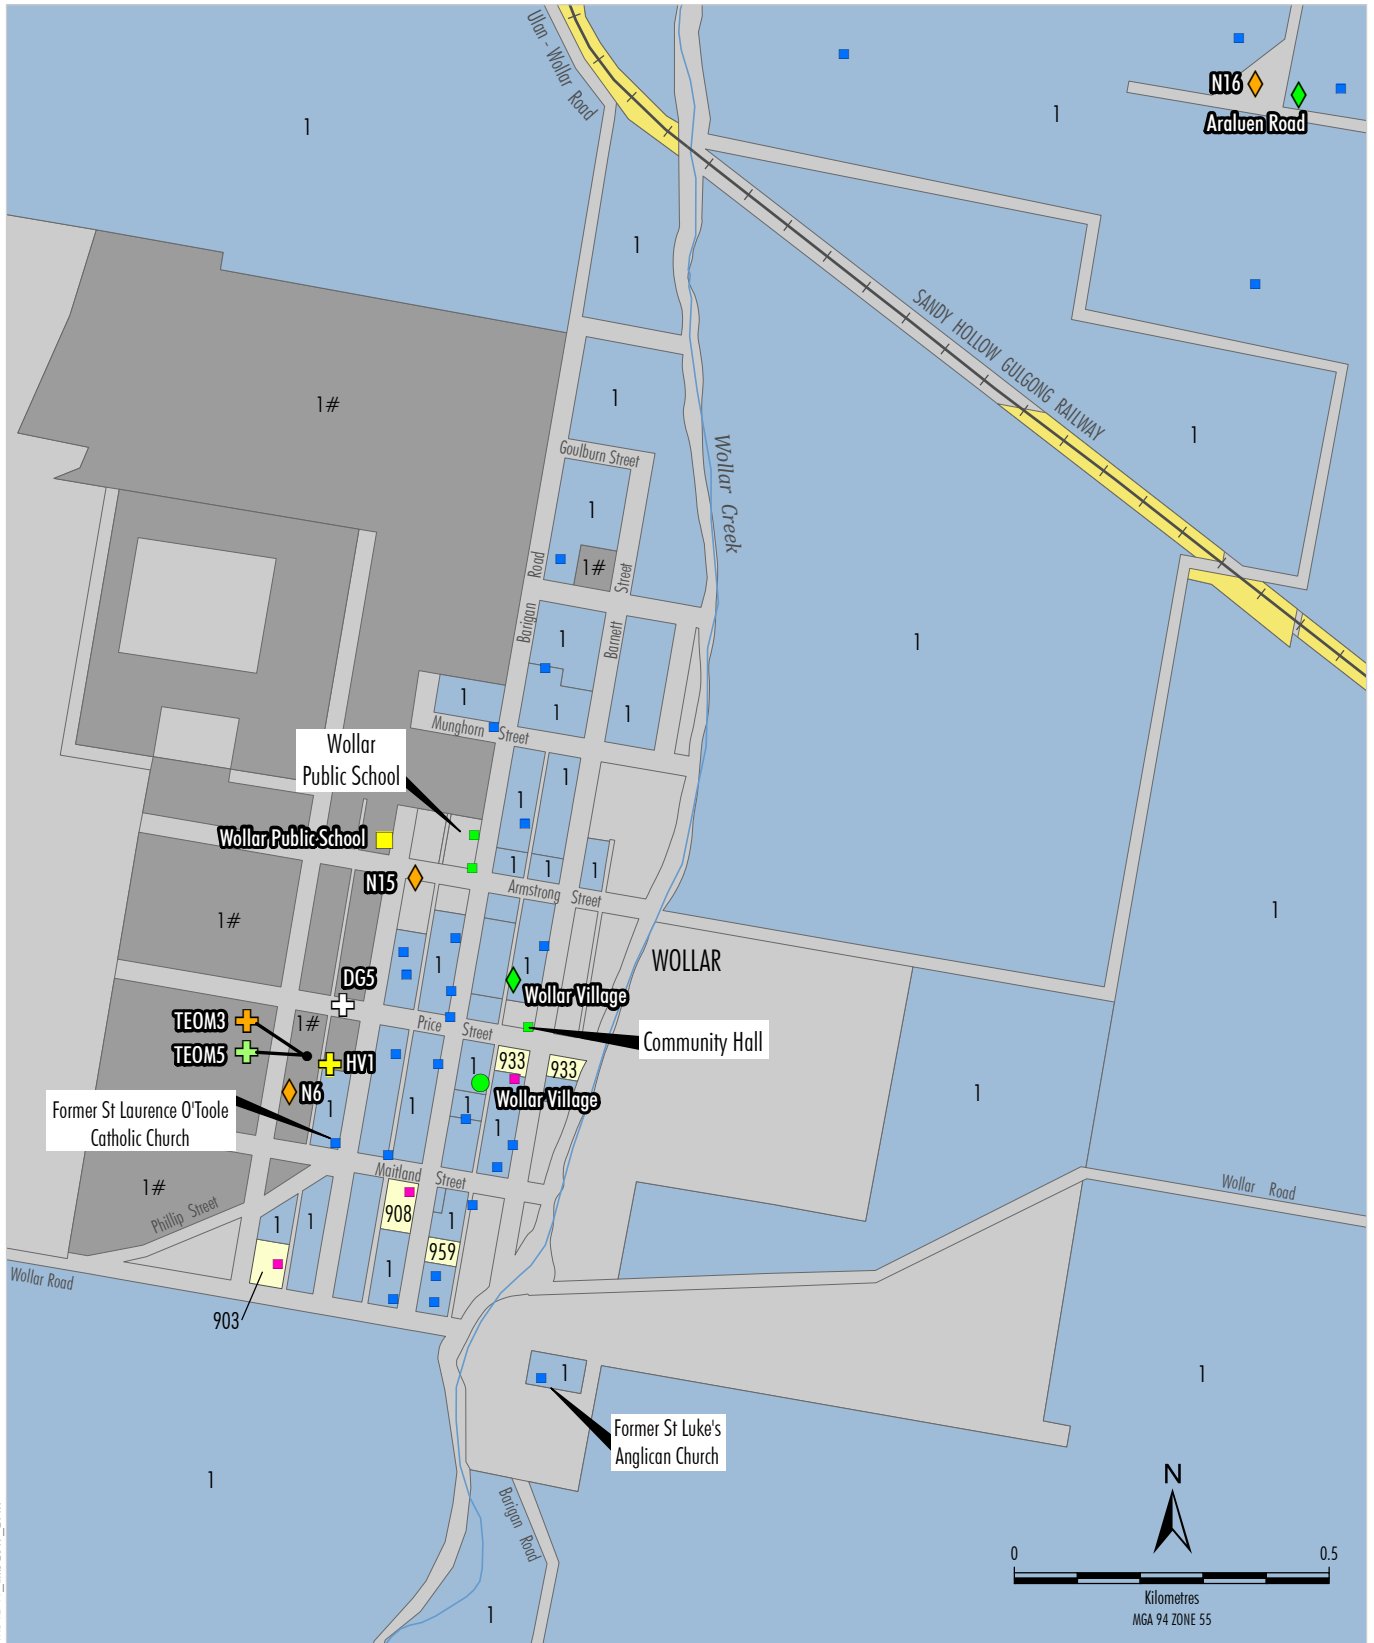 Ulan - Wollar Road
N16
Araluen Road
1
1
1
SANDY HOLLOW GULGONG RAILWAY
1#
1
1
Goulburn Street
Wollar Creek
1
1#
Barigan Road
Barnett Street
1
1
1
1
1
Munghorn Street
Wollar
Public School
1
1
Wollar Public School
1
1
1
N15
Armstrong Street
1#
1
WOLLAR
1
1
DG5
Wollar Village
TEOM3
1#
Price Street
Community Hall
TEOM5
HV1
1
933
933
N6
Wollar Village
1
1
1
1
1
Former St Laurence O'Toole
Catholic Church
Maitland Street
1#
Phillip Street
Wollar Road
908
1
1
1
959
1
Wollar Road
903
1
1
Former St Luke's
Anglican Church
1
Barigan Road
1
N
0 0.5
Kilometres
MGA 94 ZONE 55